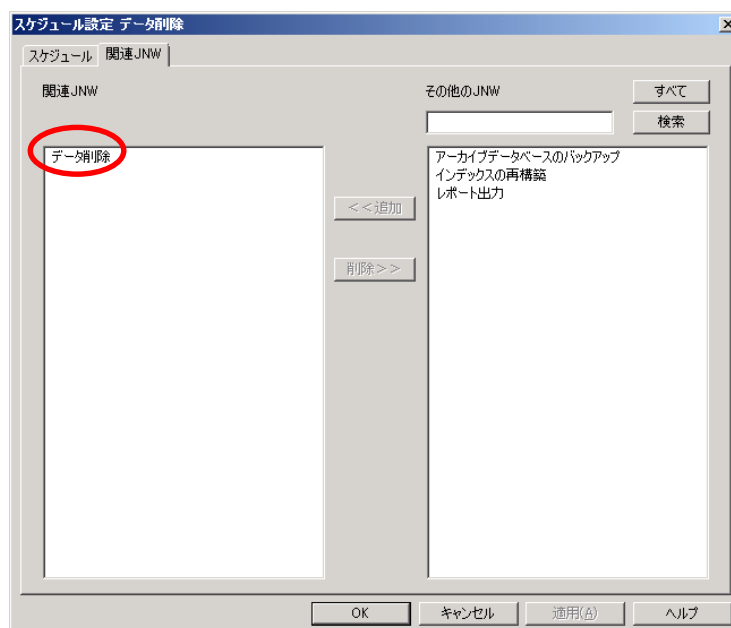 スケジュール設定 データ削除
スケジュール 関連JNW
関連JNW
その他のJNW
すべて
検索
データ削除
アーカイブデータベースのバックアップ
インデックスの再構築
レポート出力
<<追加
削除>>
OK キャンセル 適用(A) ヘルプ